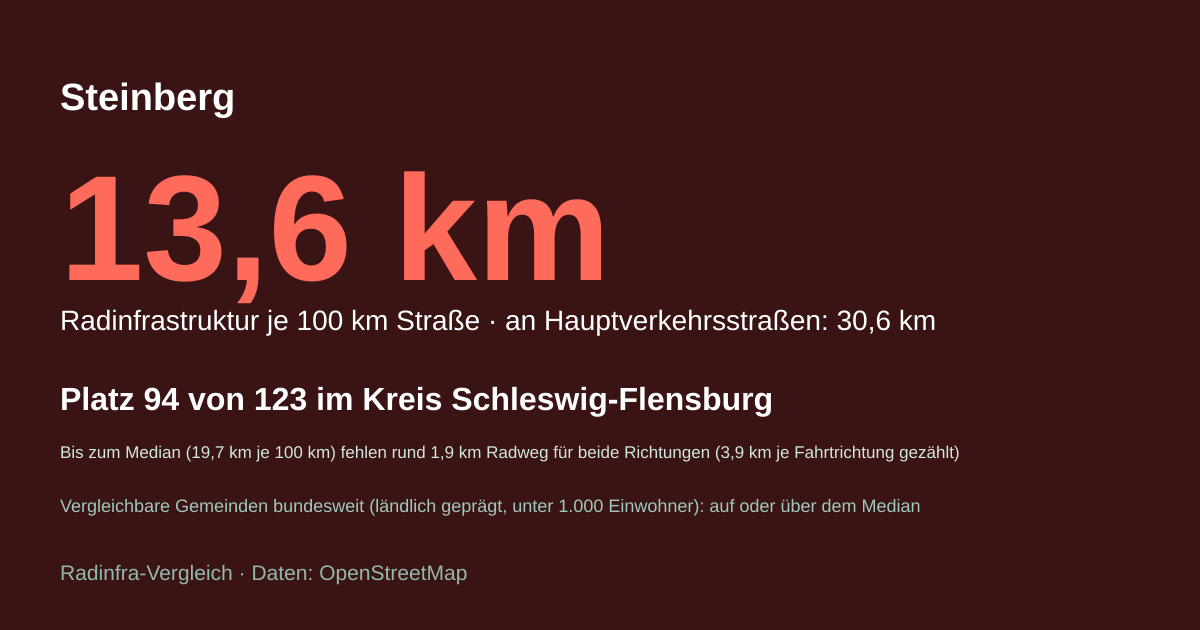 Steinberg
13,6 km
Radinfrastruktur je 100 km Straße · an Hauptverkehrsstraßen: 30,6 km
Platz 94 von 123 im Kreis Schleswig-Flensburg
Bis zum Median (19,7 km je 100 km) fehlen rund 1,9 km Radweg für beide Richtungen (3,9 km je Fahrtrichtung gezählt)
Vergleichbare Gemeinden bundesweit (ländlich geprägt, unter 1.000 Einwohner): auf oder über dem Median
Radinfra-Vergleich · Daten: OpenStreetMap